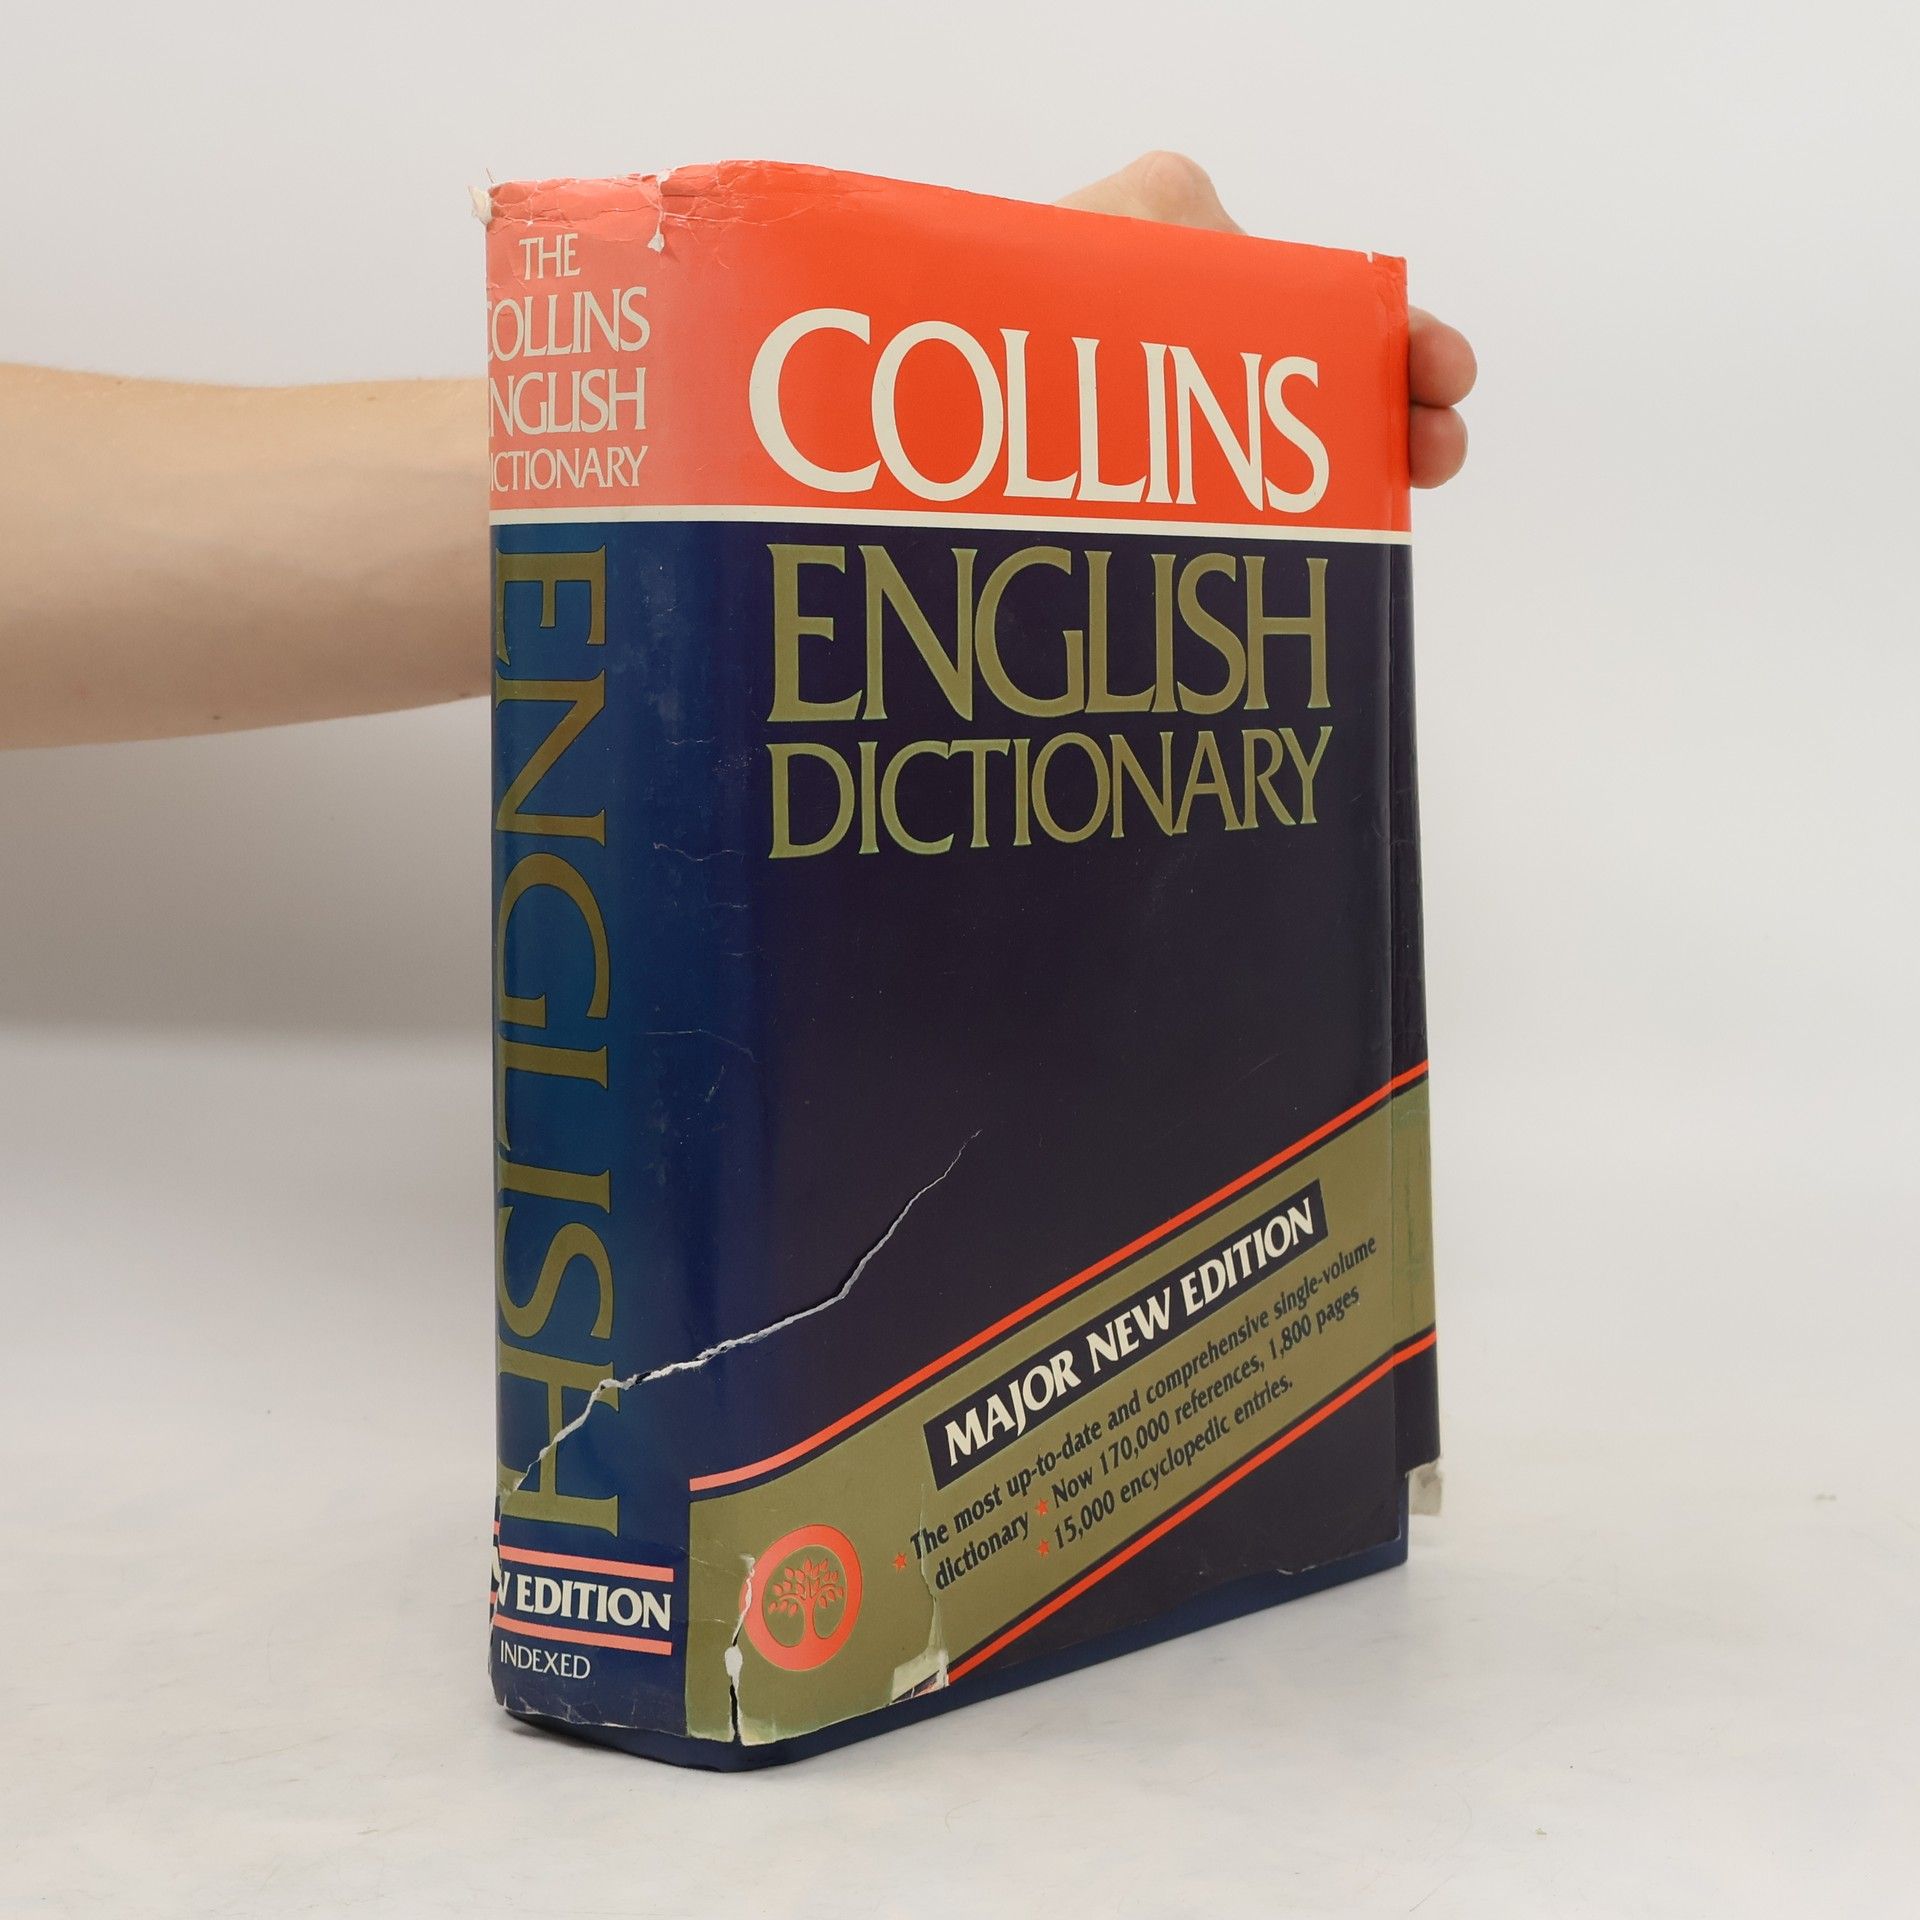 THE
COLLINS
ENGLISH
DICTIONARY
ENGLISH
EDITION
INDEXED
COLLINS
ENGLISH
DICTIONARY
MAJOR NEW EDITION
★ The most up-to-date and comprehensive single-volume
dictionary ★ Now 170,000 references, 1,800 pages
★ 15,000 encyclopedic entries.